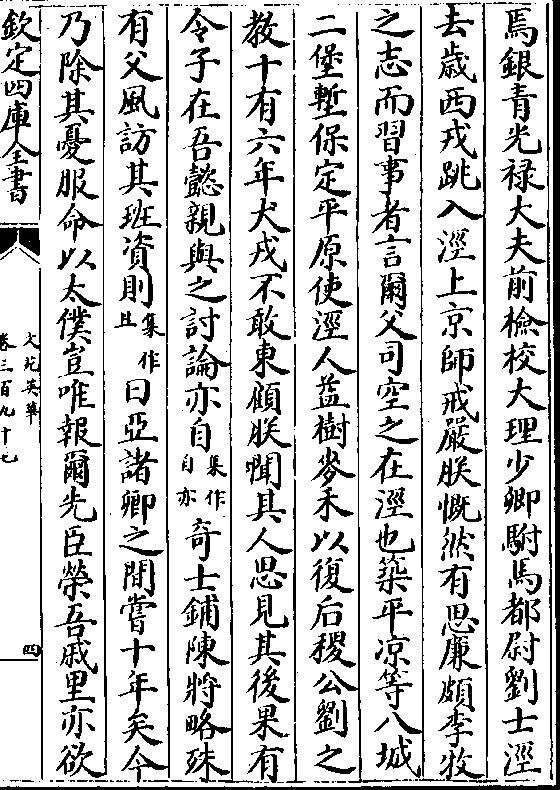 焉銀青光禄大夫前檢校大理少卿駙馬都尉劉士涇
去歲西戎跳入涇上京師戒嚴朕慨然有思廉頗李牧
之志而習事者言爾父司空之在涇也築平凉等八城
二堡塹保定平原使涇人益樹麥禾以復后稷公劉之
教十有六年犬戎不敢東顧朕聞其人思見其後果有
令子在吾懿親與之討論亦自集作自亦奇士鋪陳將略殊
有父風訪其班資則集作且曰亞諸卿之間嘗十年矣今
乃除其憂服命以太僕豈唯報爾先臣榮吾戚里亦欲
欽定四庫全書
文苑英華
卷三百九十七
四